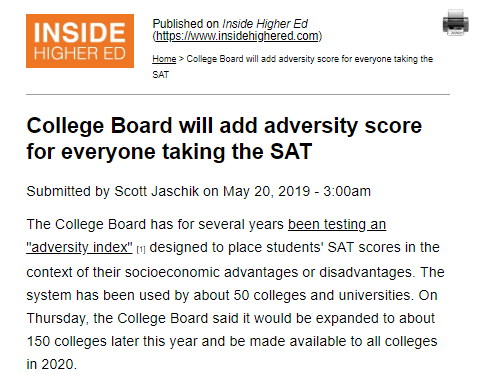 INSIDE
HIGHER ED
Published on Inside Higher Ed
(https://www.insidehighered.com)
Home > College Board will add adversity score for everyone taking the
SAT
College Board will add adversity score
for everyone taking the SAT
Submitted by Scott Jaschik on May 20, 2019 - 3:00am
The College Board has for several years been testing an
"adversity index" [1] designed to place students' SAT scores in the
context of their socioeconomic advantages or disadvantages. The
system has been used by about 50 colleges and universities. On
Thursday, the College Board said it would be expanded to about
150 colleges later this year and be made available to all colleges
in 2020.